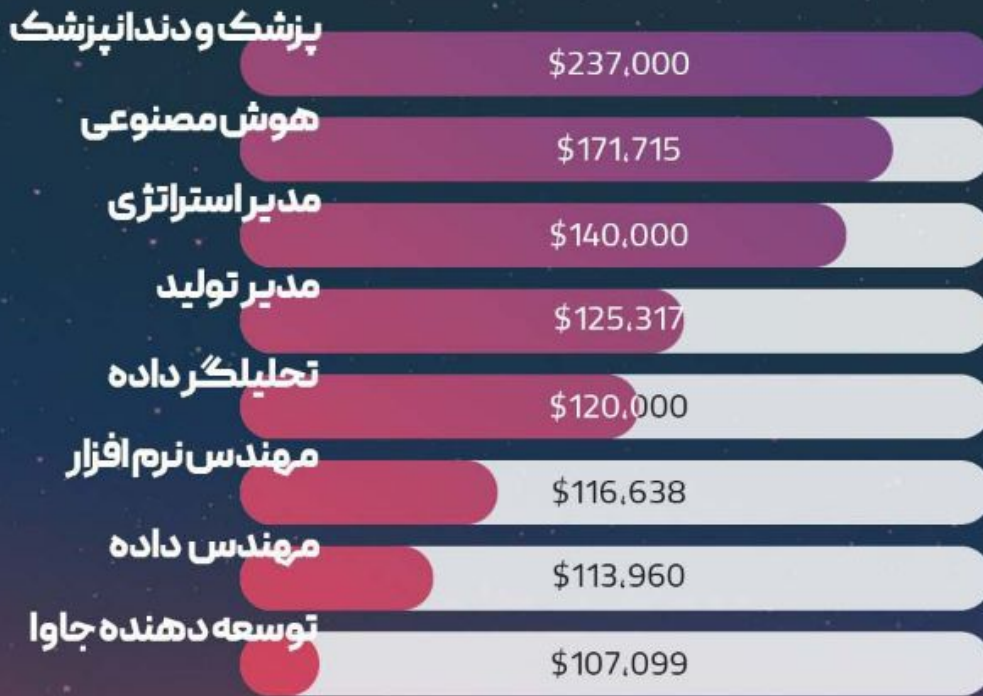 پزشک و دندانپزشک
$237,000
هوش مصنوعی
$171,715
مدیر استراتژی
$140,000
مدیر تولید
$125,317
تحلیلگر داده
$120,000
مهندس نرم افزار
$116,638
مهندس داده
$113,960
توسعه دهنده جاوا
$107,099